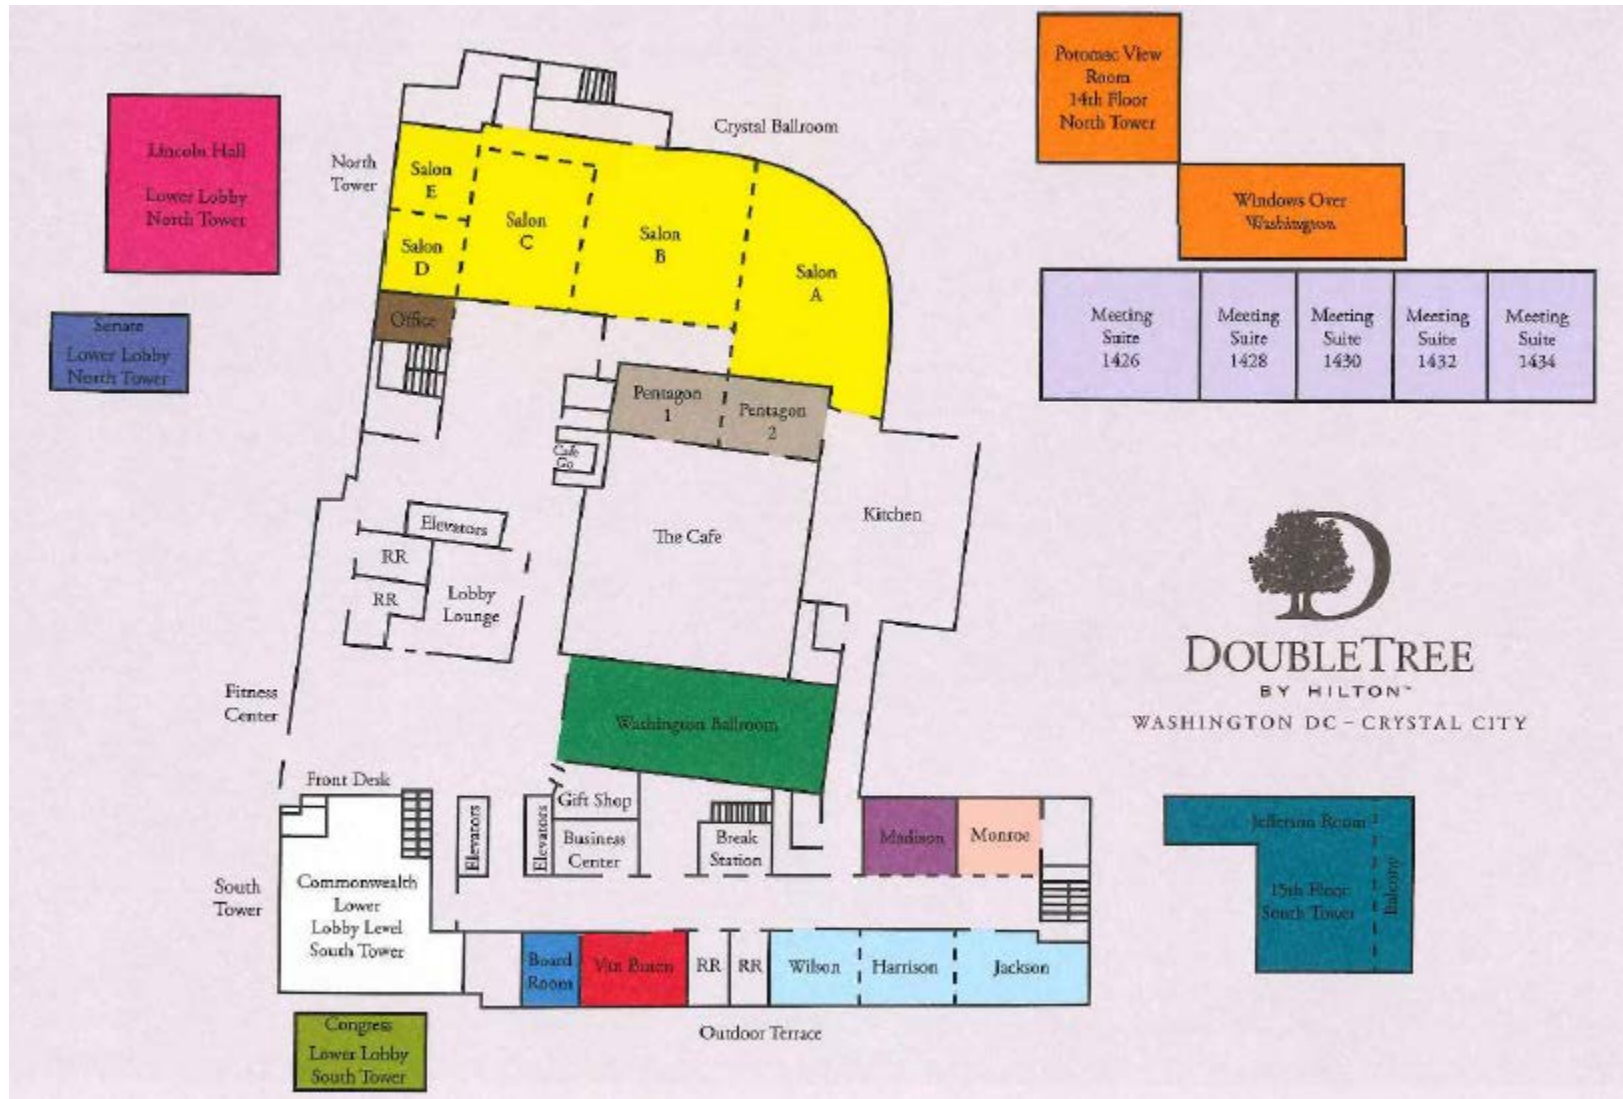 Potomac View
Room
14th Floor
North Tower
Crystal Ballroom
Lincoln Hall
Lower Lobby
North Tower
North
Tower
Salon
E
Salon
D
Salon
C
Salon
B
Salon
A
Windows Over
Washington
Office
Senate
Lower Lobby
North Tower
Meeting
Suite
1426
Meeting
Suite
1428
Meeting
Suite
1430
Meeting
Suite
1432
Meeting
Suite
1434
Pentagon
1
Pentagon
2
Cafe
Go
Elevators
RR
RR
Lobby
Lounge
The Cafe
Kitchen
D
DOUBLETREE
BY HILTON™
WASHINGTON DC – CRYSTAL CITY
Fitness
Center
Washington Ballroom
Front Desk
Elevators
Elevators
Gift Shop
Business
Center
Break
Station
Madison
Monroe
Jefferson Room
15th Floor
South Tower
Balcony
South
Tower
Commonwealth
Lower
Lobby Level
South Tower
Board
Room
Van Buren
RR
RR
Wilson
Harrison
Jackson
Outdoor Terrace
Congress
Lower Lobby
South Tower